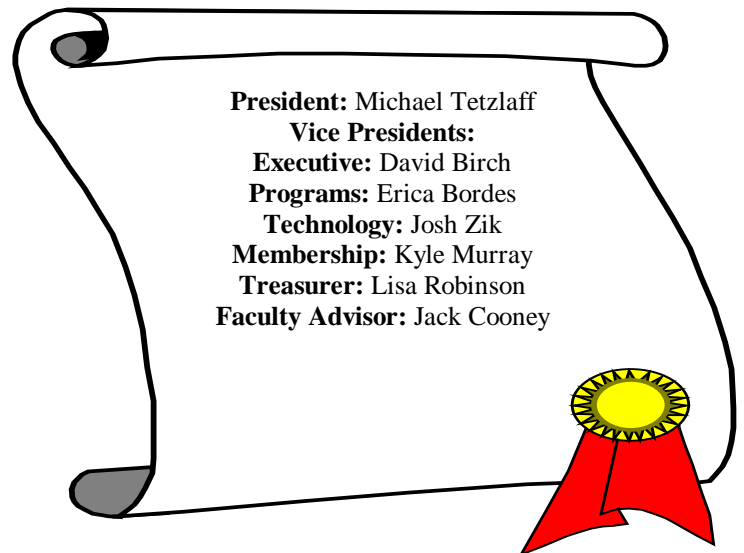 President: Michael Tetzlaff
Vice Presidents:
Executive: David Birch
Programs: Erica Bordes
Technology: Josh Zik
Membership: Kyle Murray
Treasurer: Lisa Robinson
Faculty Advisor: Jack Cooney